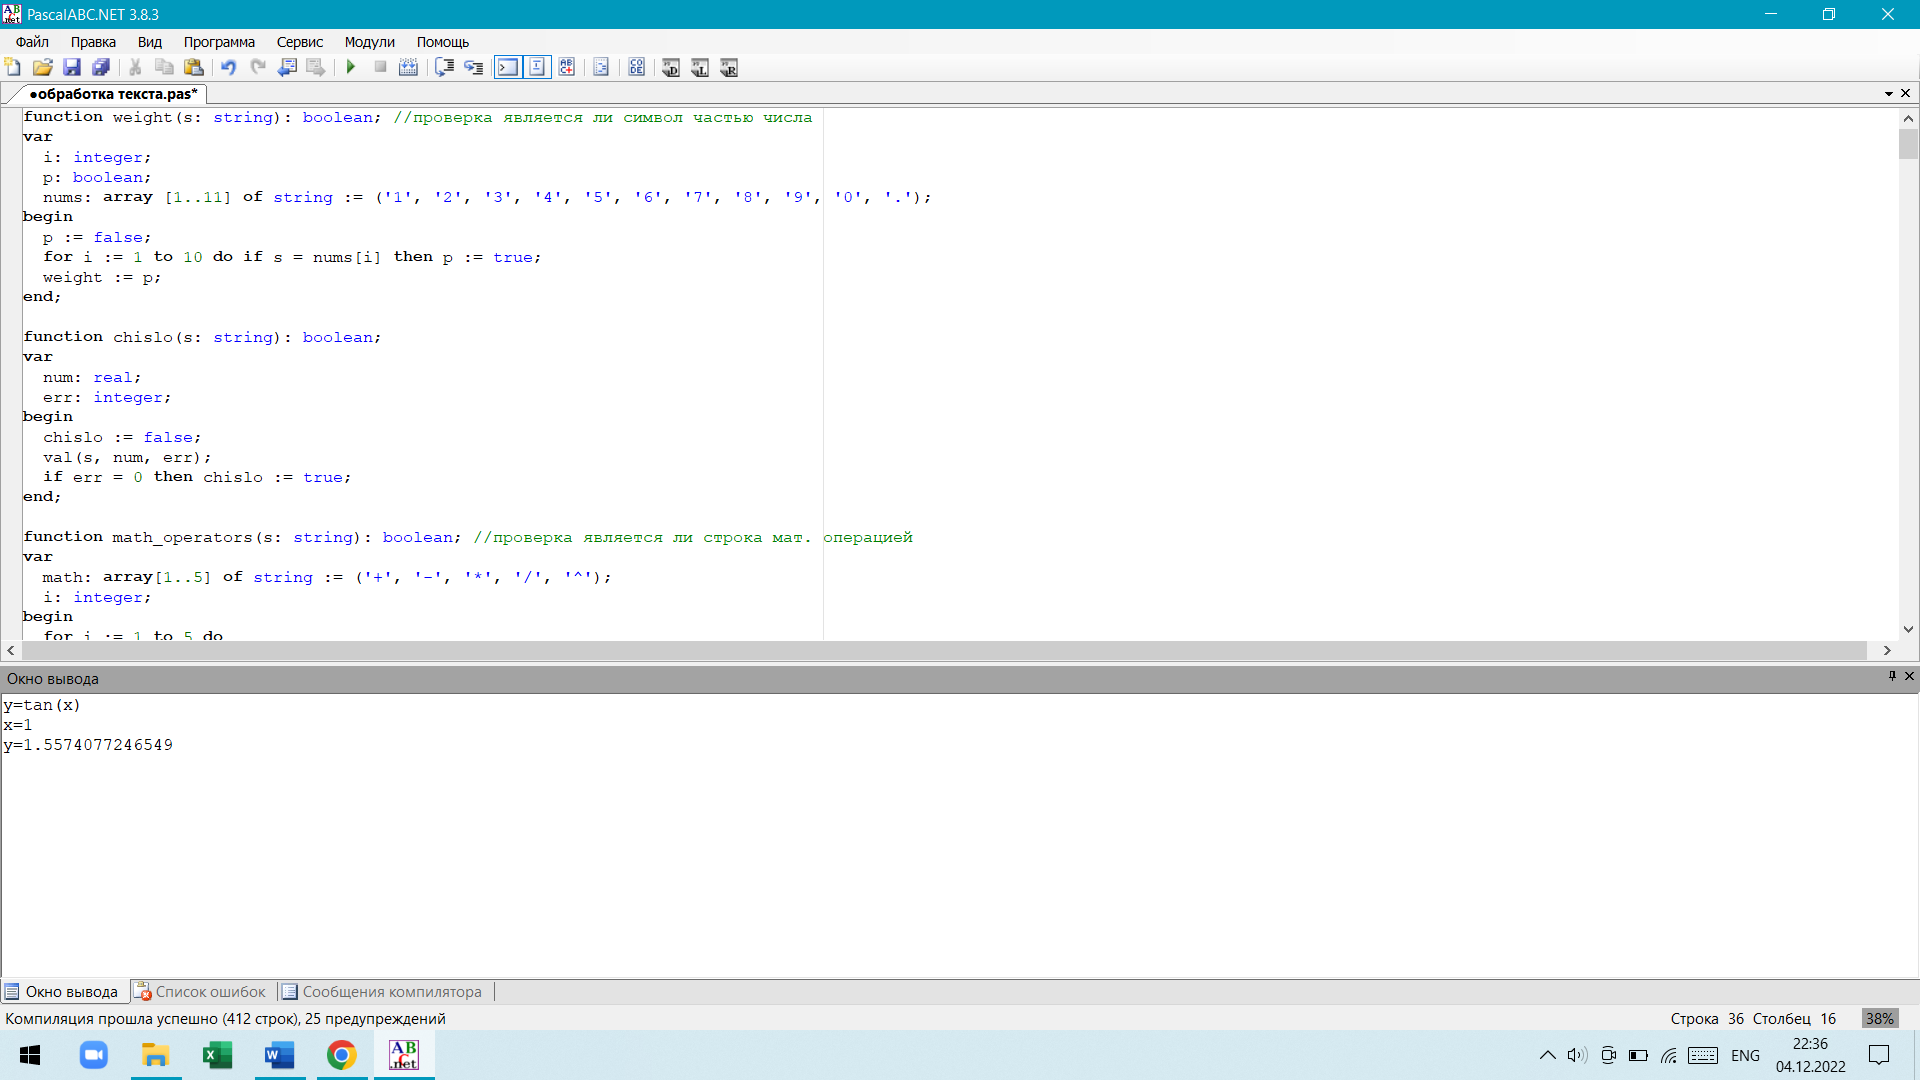 PascalABC.NET 3.8.3
Файл Правка Вид Программа Сервис Модули Помощь
●обработка текста.pas*
function weight(s: string): boolean; //проверка является ли символ частью числа
var
i: integer;
p: boolean;
nums: array [1..11] of string := ('1', '2', '3', '4', '5', '6', '7', '8', '9', '0', '.');
begin
p := false;
for i := 1 to 10 do if s = nums[i] then p := true;
weight := p;
end;
function chislo(s: string): boolean;
var
num: real;
err: integer;
begin
chislo := false;
val(s, num, err);
if err = 0 then chislo := true;
end;
function math_operators(s: string): boolean; //проверка является ли строка мат. операцией
var
math: array[1..5] of string := ('+', '-', '*', '/', '^');
i: integer;
begin
for i := 1 to 5 do
Окно вывода
y=tan(x)
x=1
y=1.5574077246549
Окно вывода Список ошибок Сообщения компилятора
Компиляция прошла успешно (412 строк), 25 предупреждений Строка 36 Столбец 16 38%
ENG 22:36
04.12.2022